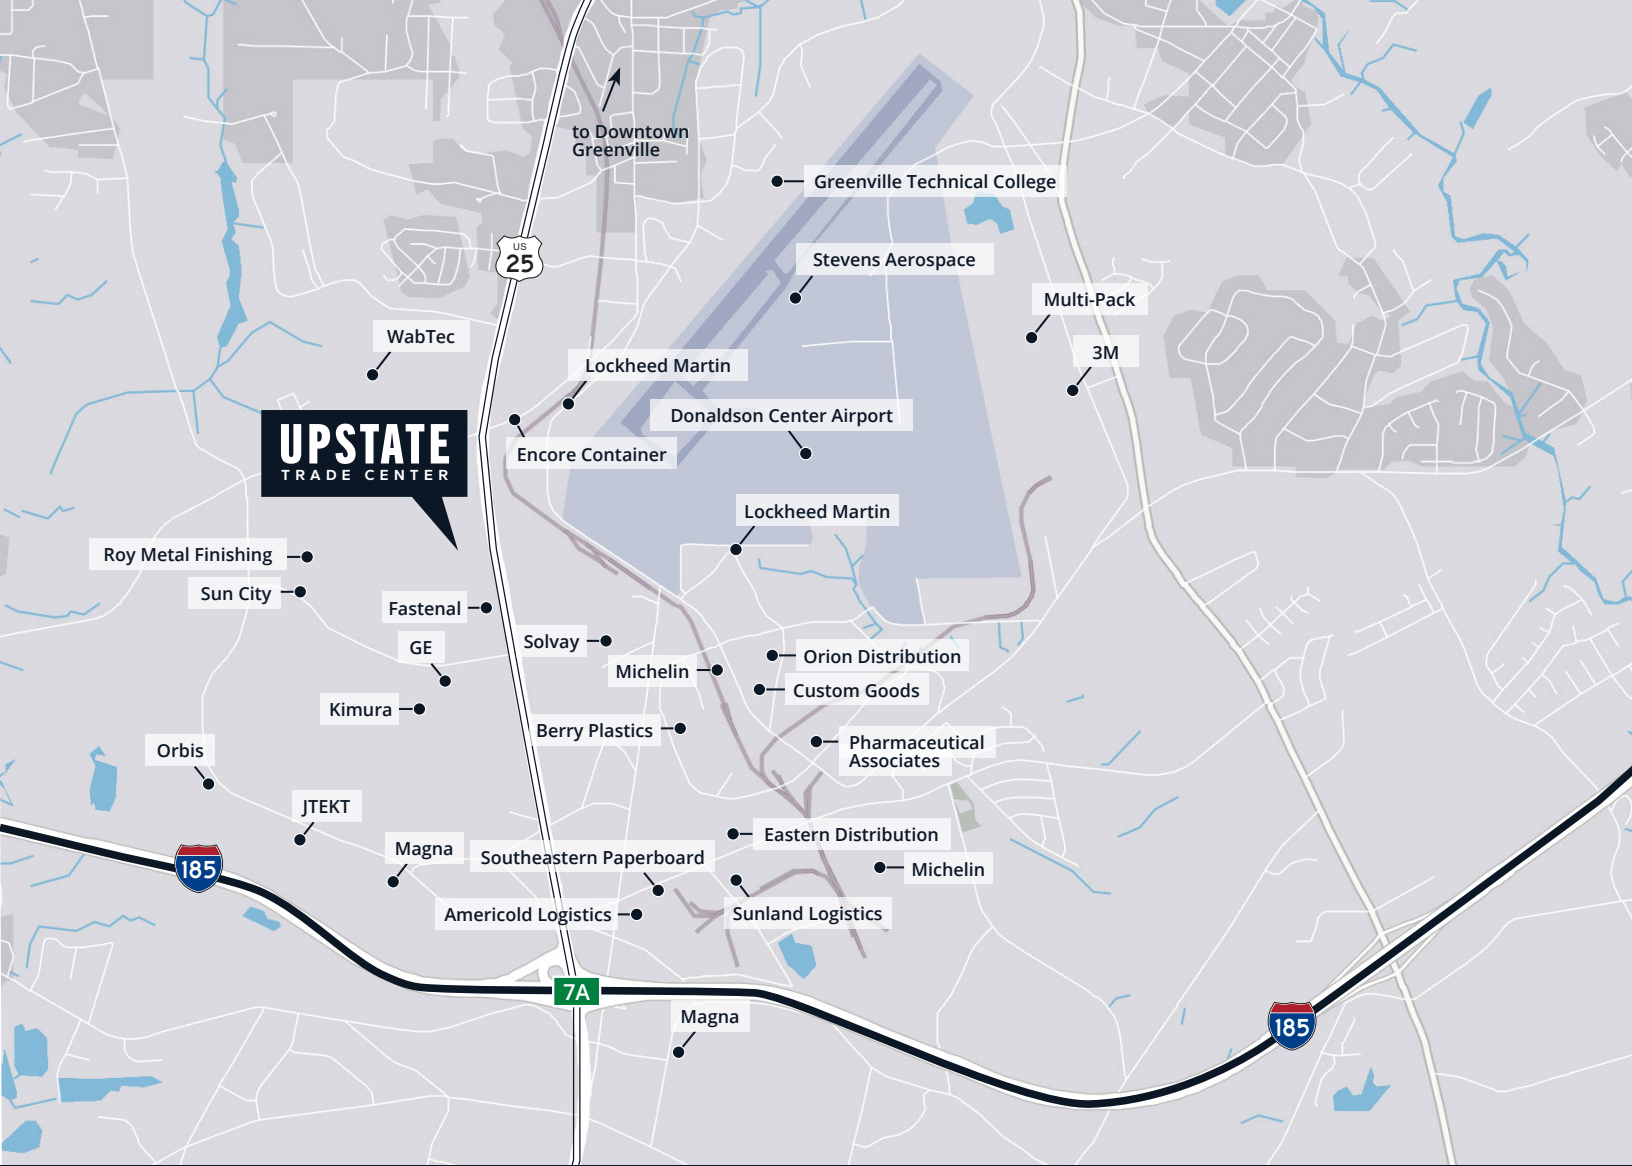 to Downtown
Greenville
Greenville Technical College
US
25
Stevens Aerospace
Multi-Pack
WabTec
3M
Lockheed Martin
Donaldson Center Airport
UPSTATE
TRADE CENTER
Encore Container
Lockheed Martin
Roy Metal Finishing
Sun City
Fastenal
GE
Solvay
Orion Distribution
Michelin
Custom Goods
Kimura
Berry Plastics
Pharmaceutical
Associates
Orbis
JTEKT
Eastern Distribution
Magna
Southeastern Paperboard
185
Michelin
Americold Logistics
Sunland Logistics
7A
Magna
185